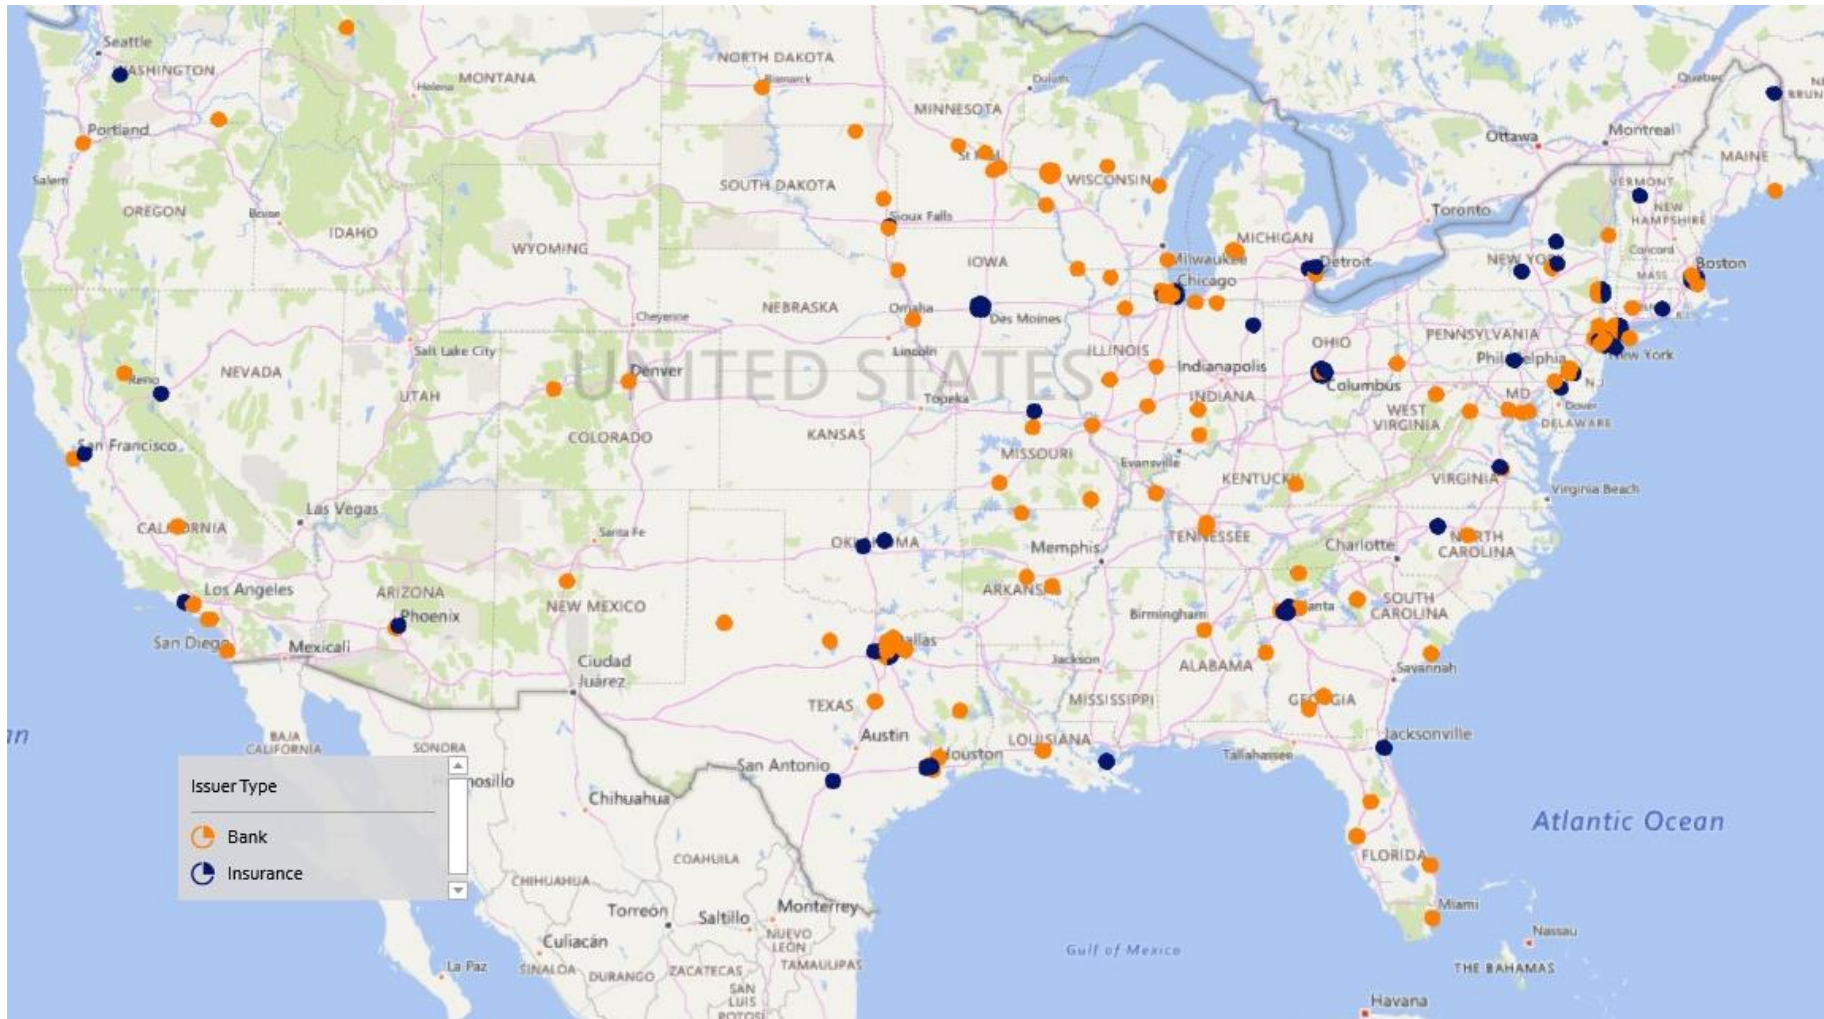 Seattle
WASHINGTON
NORTH DAKOTA
Bismarck
MONTANA
Helena
Duluth
MINNESOTA
Quebec
Portland
Ottawa
Montreal
MAINE
St Paul
WISCONSIN
SOUTH DAKOTA
Salem
VERMONT
NEW
HAMPSHIRE
OREGON
Boise
IDAHO
Sioux Falls
Toronto
WYOMING
MICHIGAN
Concord
IOWA
Milwaukee
Detroit
NEW YORK
Boston
MASS
Chicago
NEBRASKA
Omaha
Des Moines
R.I.
Cheyenne
PENNSYLVANIA
OHIO
Salt Lake City
Lincoln
ILLINOIS
Philadelphia
New York
UNITED STATES
Indianapolis
NEVADA
Reno
Denver
Columbus
N.J.
UTAH
Topeka
INDIANA
MD
Dover
WEST
VIRGINIA
DELAWARE
COLORADO
KANSAS
San Francisco
MISSOURI
Evansville
KENTUCKY
VIRGINIA
Virginia Beach
Las Vegas
CALIFORNIA
Santa Fe
OKLAHOMA
Memphis
TENNESSEE
Charlotte
NORTH
CAROLINA
Los Angeles
ARIZONA
ARKANSAS
NEW MEXICO
Phoenix
Birmingham
Atlanta
SOUTH
CAROLINA
San Diego
Mexicali
Dallas
Ciudad
Juárez
Jackson
ALABAMA
Savannah
TEXAS
MISSISSIPPI
GEORGIA
BAJA
CALIFORNIA
SONORA
Austin
LOUISIANA
Jacksonville
Houston
Tallahassee
San Antonio
Issuer Type
Hermosillo
Chihuahua
Atlantic Ocean
Bank
COAHUILA
FLORIDA
Insurance
CHIHUAHUA
Torreón
Saltillo
Monterrey
Miami
Culiacán
NUEVO
LEÓN
Gulf of Mexico
Nassau
La Paz
SINALOA
DURANGO
ZACATECAS
TAMAULIPAS
THE BAHAMAS
SAN
LUIS
POTOSÍ
Havana